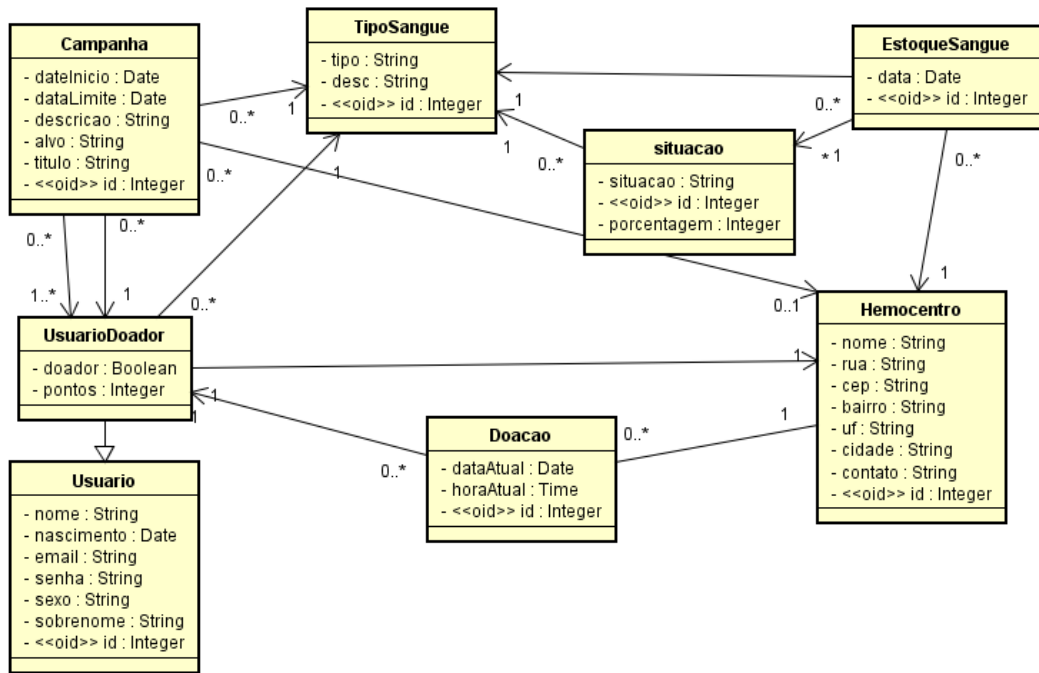 Campanha
- dateInicio : Date
- dataLimite : Date
- descricao : String
- alvo : String
- titulo : String
- <<oid>> id : Integer
TipoSangue
- tipo : String
- desc : String
- <<oid>> id : Integer
EstoqueSangue
- data : Date
- <<oid>> id : Integer
situacao
- situacao : String
- <<oid>> id : Integer
- porcentagem : Integer
0..*
1
1
0..*
1
0..*
* 1
0..*
1
0..*
0..*
0..*
1..*
1
0..*
0..1
1
UsuarioDoador
- doador : Boolean
- pontos : Integer
Hemocentro
- nome : String
- rua : String
- cep : String
- bairro : String
- uf : String
- cidade : String
- contato : String
- <<oid>> id : Integer
1
1
1
0..*
0..*
1
Doacao
- dataAtual : Date
- horaAtual : Time
- <<oid>> id : Integer
Usuario
- nome : String
- nascimento : Date
- email : String
- senha : String
- sexo : String
- sobrenome : String
- <<oid>> id : Integer